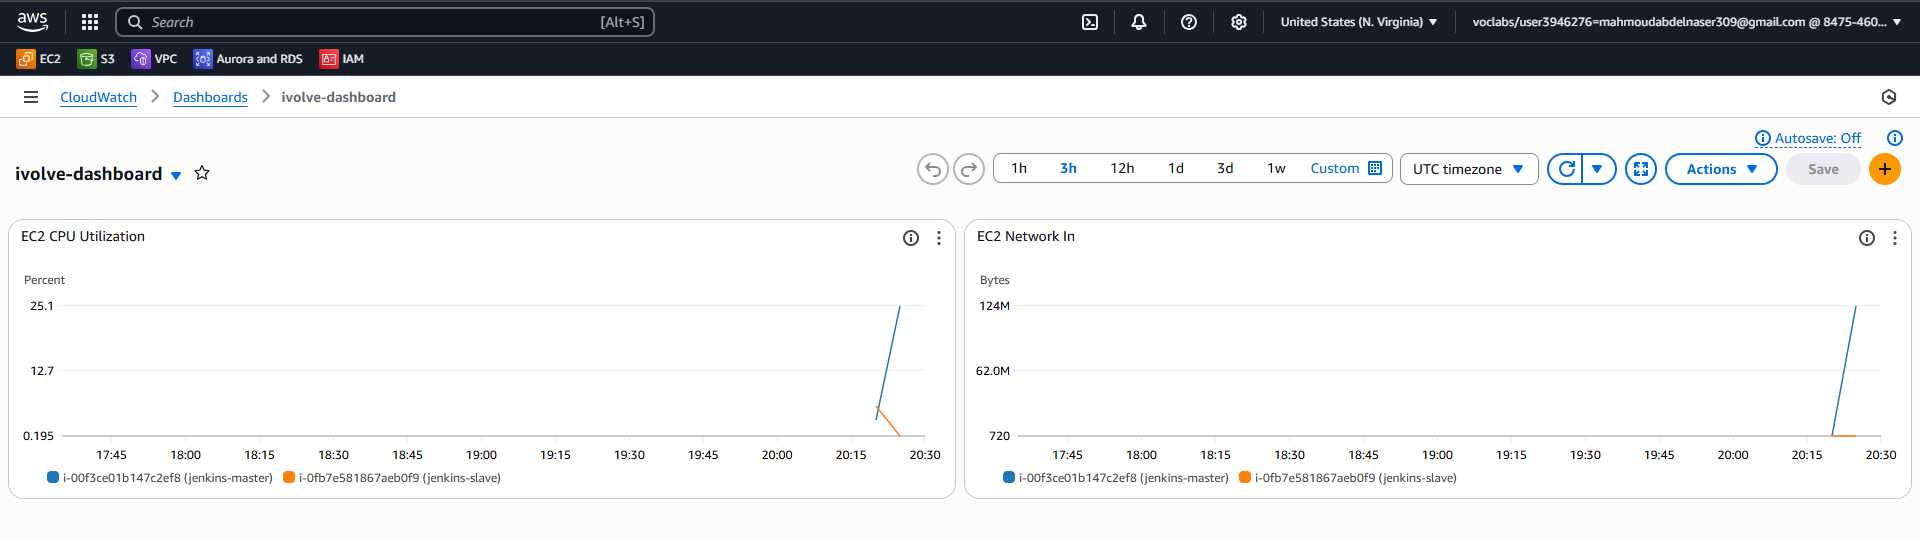 aws Search [Alt+S] United States (N. Virginia) voclabs/user3946276=mahmoudabdelnaser309@gmail.com @ 8475-460...
EC2 S3 VPC Aurora and RDS IAM
CloudWatch Dashboards ivolve-dashboard
Autosave: Off
ivolve-dashboard 1h 3h 12h 1d 3d 1w Custom UTC timezone Actions Save
EC2 CPU Utilization
Percent
25.1
12.7
0.195
17:45 18:00 18:15 18:30 18:45 19:00 19:15 19:30 19:45 20:00 20:15 20:30
i-00f3ce01b147c2ef8 (jenkins-master) i-0fb7e581867aeb0f9 (jenkins-slave)
EC2 Network In
Bytes
124M
62.0M
720
17:45 18:00 18:15 18:30 18:45 19:00 19:15 19:30 19:45 20:00 20:15 20:30
i-00f3ce01b147c2ef8 (jenkins-master) i-0fb7e581867aeb0f9 (jenkins-slave)